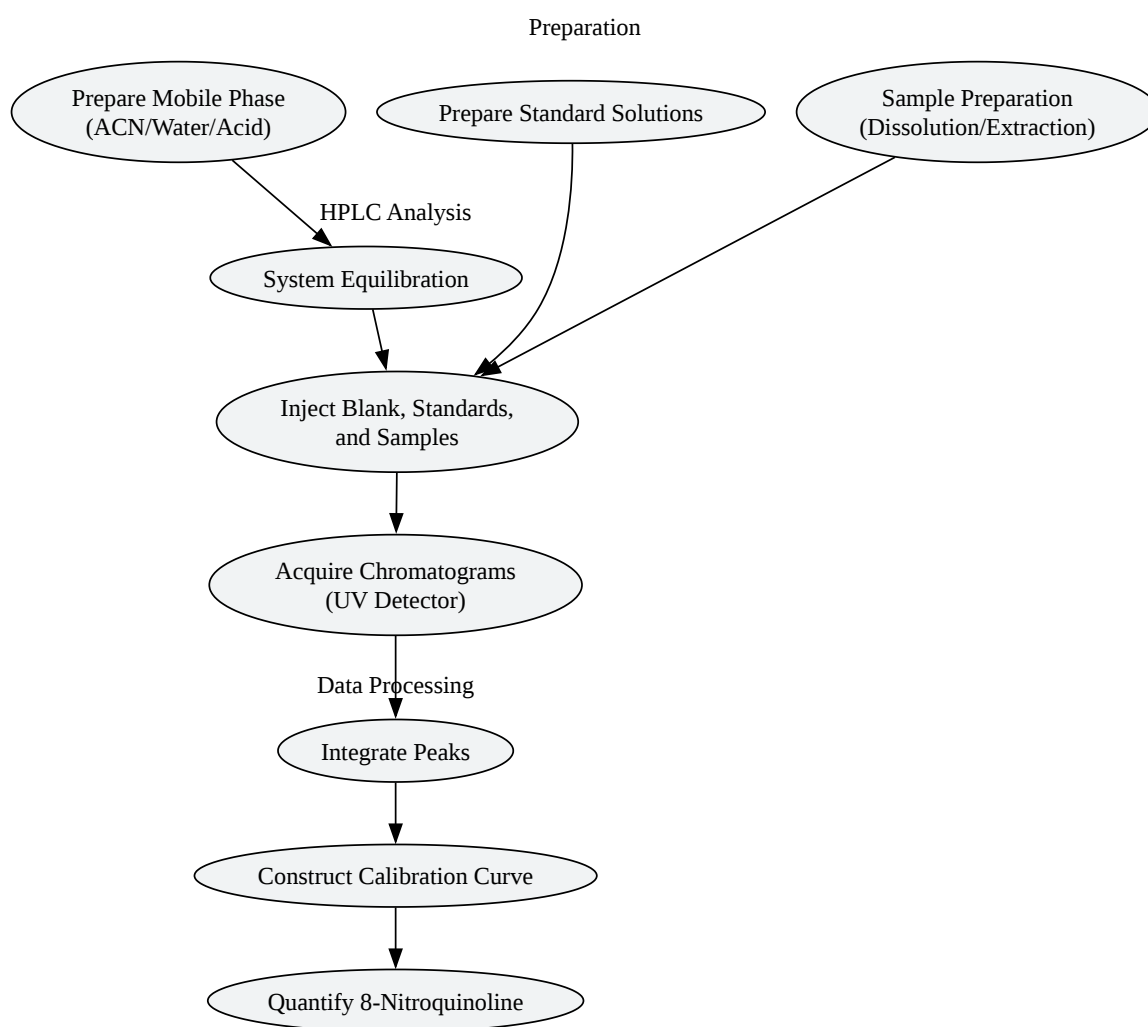 Preparation
Prepare Mobile Phase
(ACN/Water/Acid)
Prepare Standard Solutions
Sample Preparation
(Dissolution/Extraction)
HPLC Analysis
System Equilibration
Inject Blank, Standards,
and Samples
Acquire Chromatograms
(UV Detector)
Data Processing
Integrate Peaks
Construct Calibration Curve
Quantify 8-Nitroquinoline